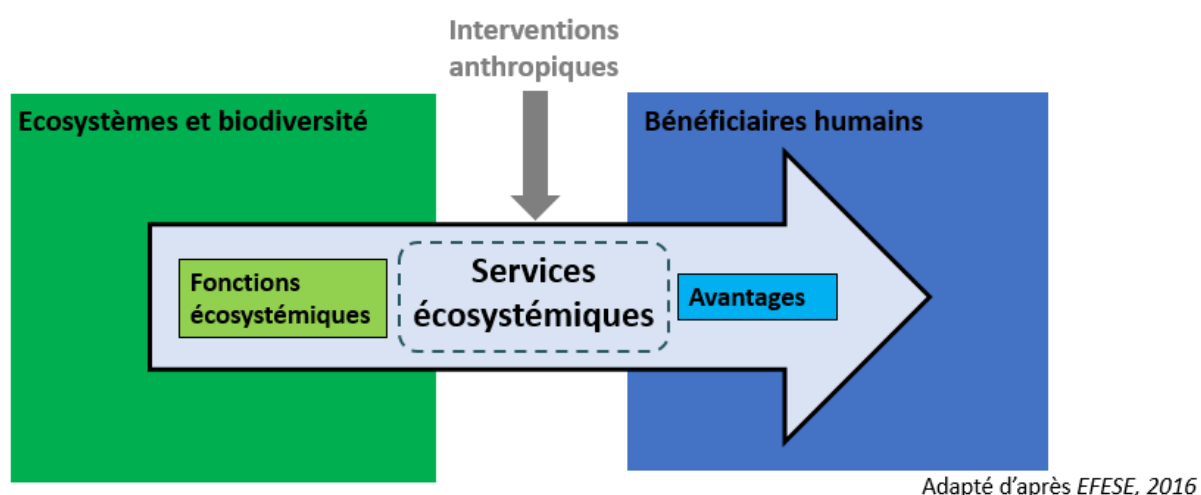 Interventions
anthropiques
Ecosystèmes et biodiversité
Bénéficiaires humains
Fonctions
écosystémiques
Services
écosystémiques
Avantages
Adapté d'après EFESE, 2016